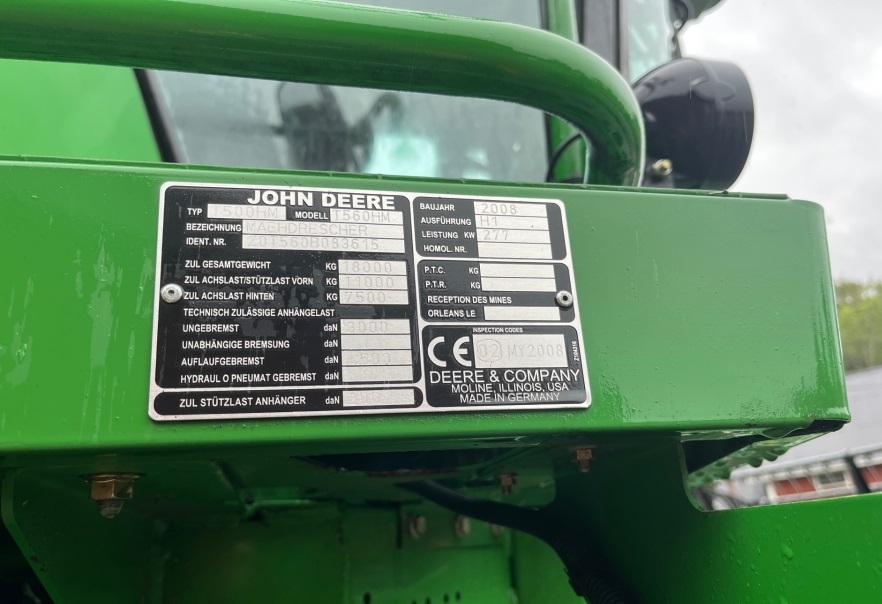 JOHN DEERE
TYP T500HM MODELL T560HM
BEZEICHNUNG MAEHDRESCHER
IDENT. NR. Z0T560B083615
ZUL GESAMTGEWICHT KG 18000
ZUL ACHSLAST/STÜTZLAST VORN KG 11000
ZUL ACHSLAST HINTEN KG 7500-
TECHNISCH ZULÄSSIGE ANHÄNGELAST
UNGEBREMST daN 3000
UNABHÄNGIGE BREMSUNG daN
AUFLAUFGEBREMST daN
HYDRAUL O PNEUMAT GEBREMST daN
ZUL STÜTZLAST ANHÄNGER daN
BAUJAHR 2008
AUSFÜHRUNG H1
LEISTUNG KW 277
HOMOL. NR.
P.T.C. KG
P.T.R. KG
RECEPTION DES MINES
ORLEANS LE
INSPECTION CODES
CE 02 MY2008
DEERE & COMPANY
MOLINE, ILLINOIS, USA
MADE IN GERMANY